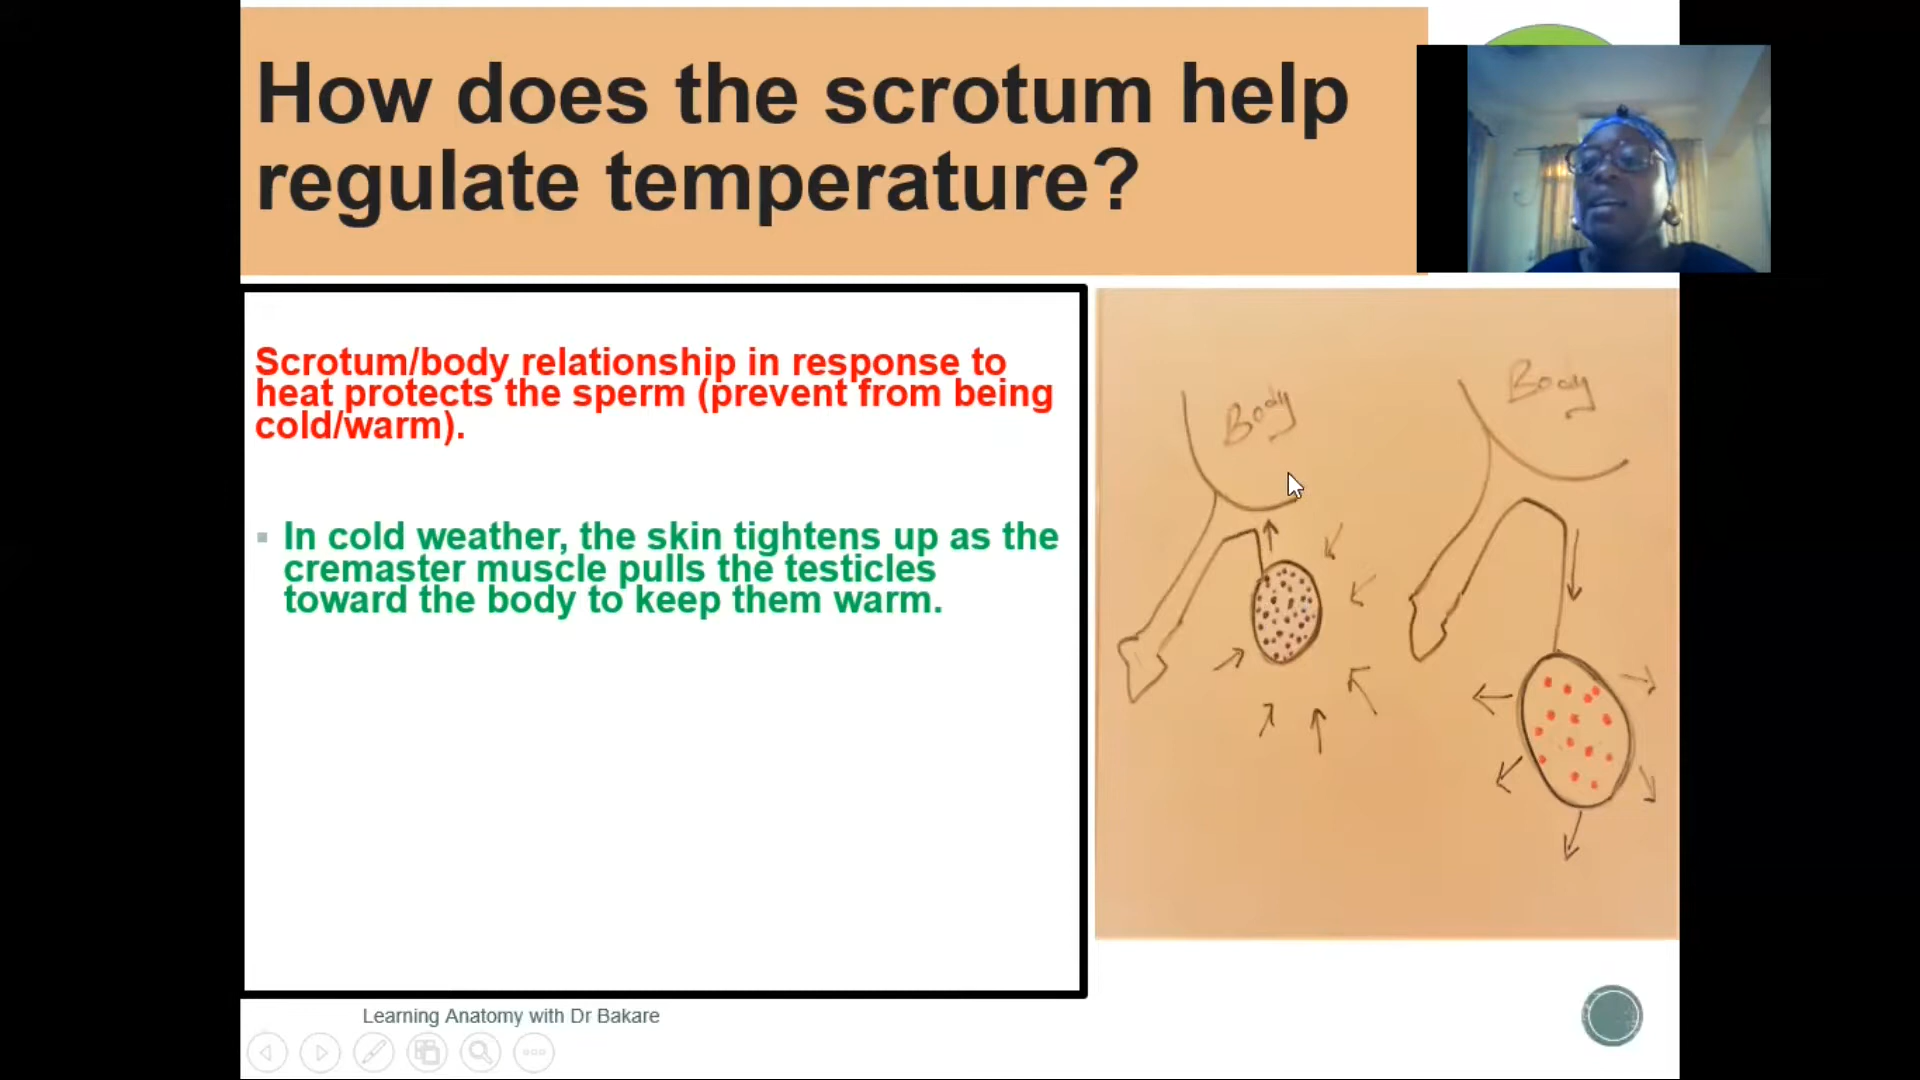 How does the scrotum help
regulate temperature?
Scrotum/body relationship in response to
heat protects the sperm (prevent from being
cold/warm).
In cold weather, the skin tightens up as the
cremaster muscle pulls the testicles
toward the body to keep them warm.
Body
Body
Learning Anatomy with Dr Bakare